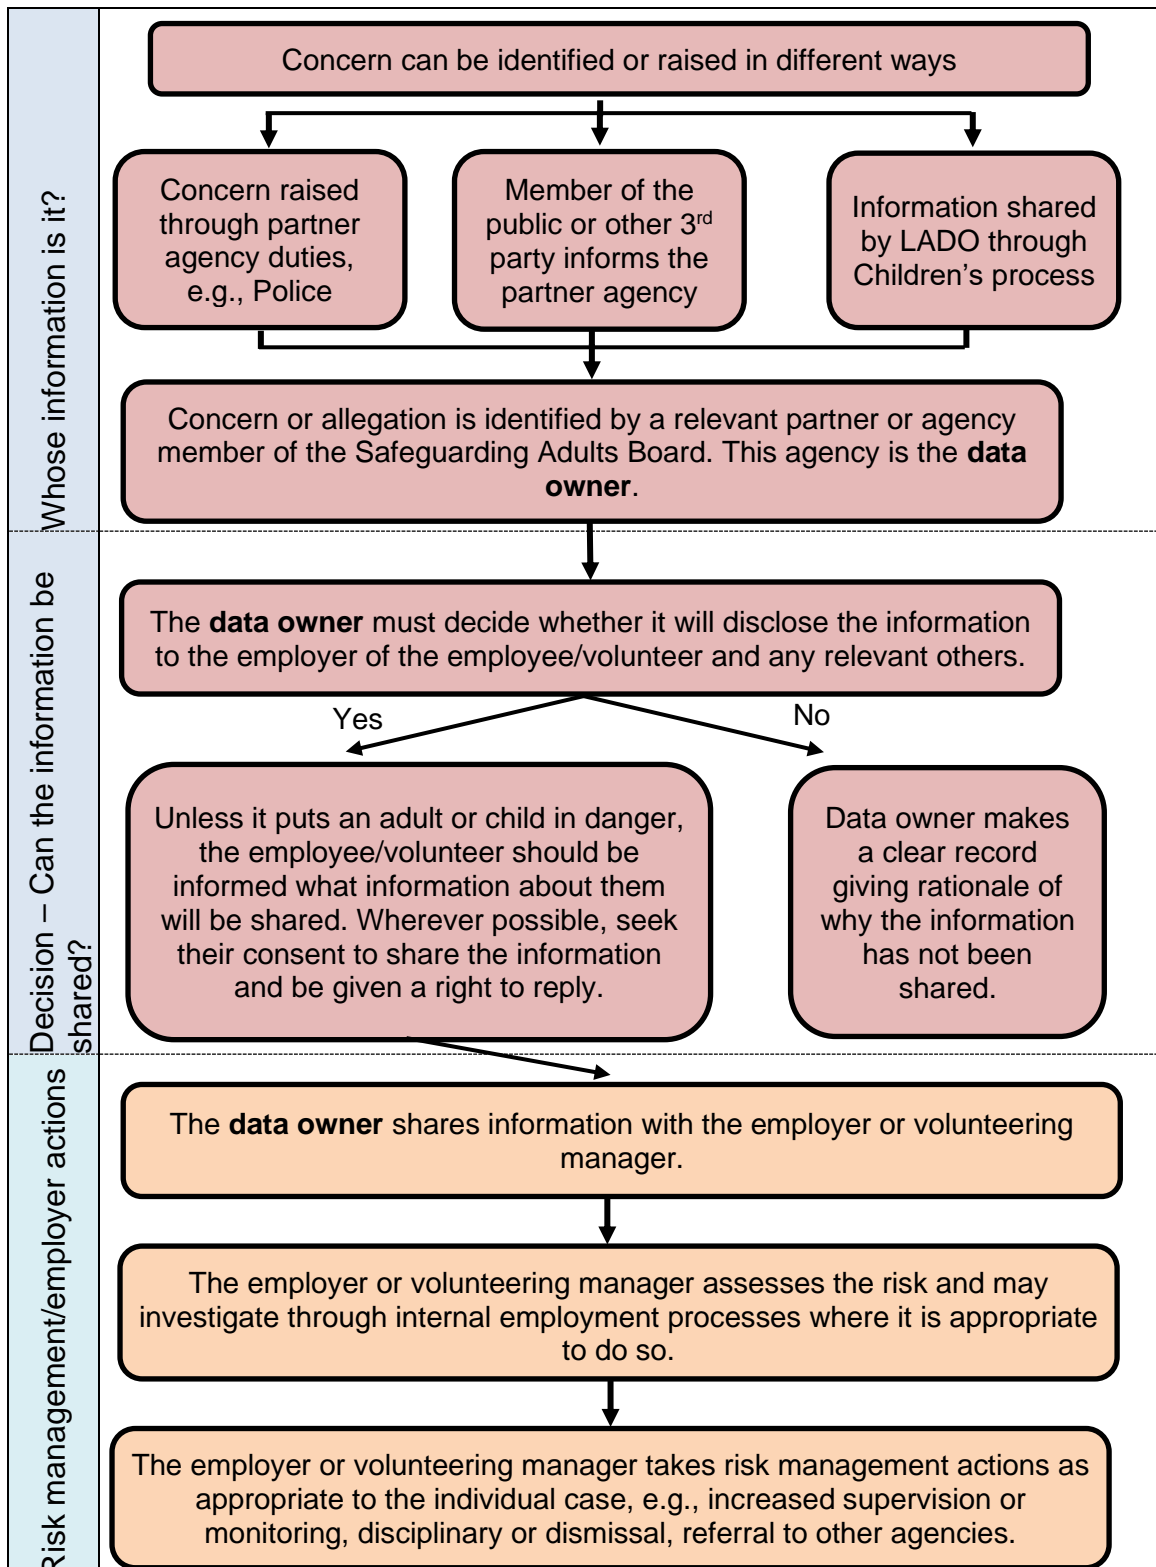 Whose information is it?
Concern can be identified or raised in different ways
Concern raised
through partner
agency duties,
e.g., Police
Member of the
public or other 3rd
party informs the
partner agency
Information shared
by LADO through
Children’s process
Concern or allegation is identified by a relevant partner or agency
member of the Safeguarding Adults Board. This agency is the data
owner.
Decision – Can the information be
shared?
The data owner must decide whether it will disclose the information
to the employer of the employee/volunteer and any relevant others.
Yes
No
Unless it puts an adult or child in danger,
the employee/volunteer should be
informed what information about them
will be shared. Wherever possible, seek
their consent to share the information
and be given a right to reply.
Data owner makes
a clear record
giving rationale of
why the information
has not been
shared.
Risk management/employer actions
The data owner shares information with the employer or volunteering
manager.
The employer or volunteering manager assesses the risk and may
investigate through internal employment processes where it is appropriate
to do so.
The employer or volunteering manager takes risk management actions as
appropriate to the individual case, e.g., increased supervision or
monitoring, disciplinary or dismissal, referral to other agencies.